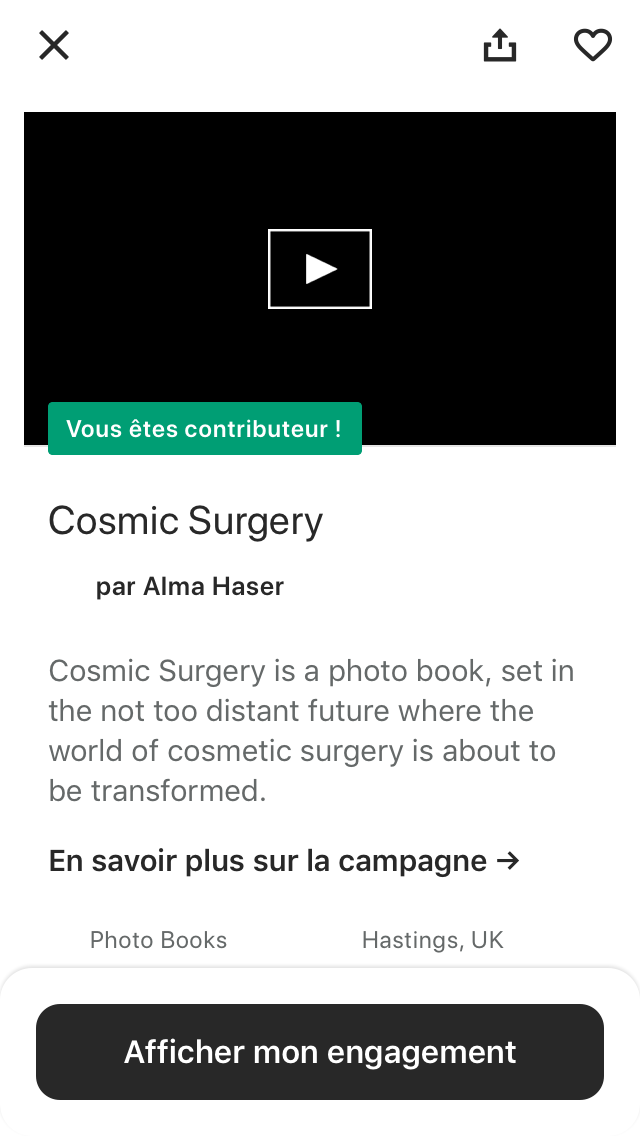 Vous êtes contributeur !
Cosmic Surgery
par Alma Haser
Cosmic Surgery is a photo book, set in
the not too distant future where the
world of cosmetic surgery is about to
be transformed.
En savoir plus sur la campagne →
Photo Books
Hastings, UK
Afficher mon engagement